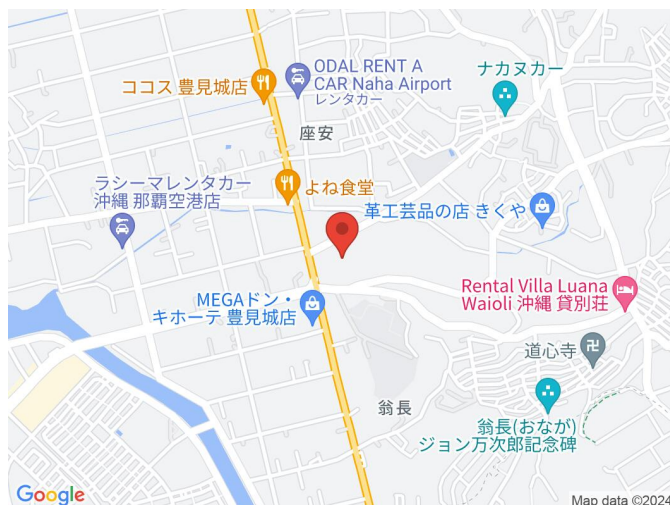 ODAL RENT A
CAR Naha Airport
レンタカー
ココス 豊見城店
ナカヌカー
座安
よね食堂
ラシーマレンタカー
沖縄 那覇空港店
革工芸品の店 きくや
Rental Villa Luana
Waioli 沖縄 貸別荘
MEGAドン・
キホーテ 豊見城店
道心寺
翁長
翁長(おなが)
ジョン万次郎記念碑
Google
Map data ©2024